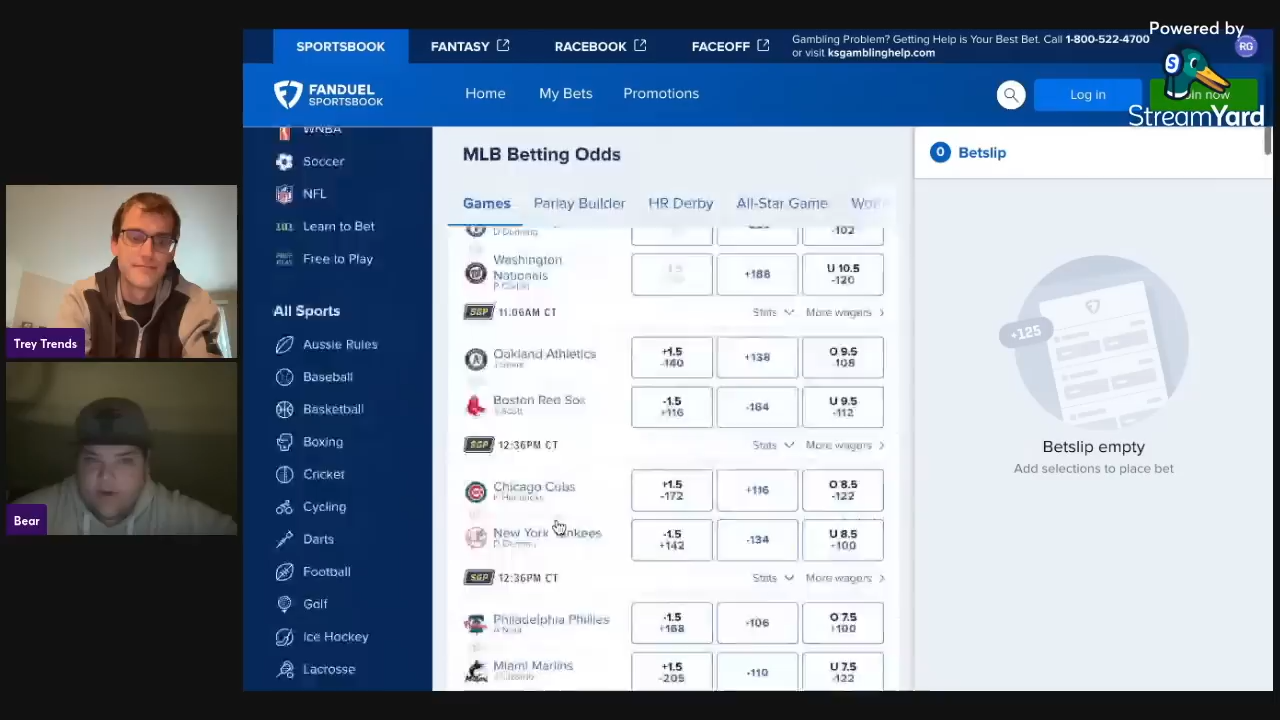 Powered by
StreamYard
SPORTSBOOK
FANTASY
RACEBOOK
FACEOFF
Gambling Problem? Getting Help is Your Best Bet. Call 1-800-522-4700
or visit ksgamblinghelp.com
RG
FANDUEL
SPORTSBOOK
Home
My Bets
Promotions
Log in
Join now
WNBA
Soccer
NFL
Learn to Bet
Free to Play
All Sports
Aussie Rules
Baseball
Basketball
Boxing
Cricket
Cycling
Darts
Football
Golf
Ice Hockey
Lacrosse
MLB Betting Odds
Games
Parlay Builder
HR Derby
All-Star Game
D Dunning
-102
Washington
Nationals
+188
U 10.5
-120
SGP 11:06AM CT
Stats
More wagers
Oakland Athletics
+1.5
-140
+138
O 9.5
-108
Boston Red Sox
-1.5
+116
-164
U 9.5
-112
SGP 12:36PM CT
Stats
More wagers
Chicago Cubs
+1.5
-172
+116
O 8.5
-122
New York Yankees
-1.5
+142
-134
U 8.5
+100
SGP 12:36PM CT
Stats
More wagers
Philadelphia Phillies
A Nola
-1.5
+168
-106
O 7.5
+100
Miami Marlins
+1.5
-205
-110
U 7.5
-122
0 Betslip
+125
Betslip empty
Add selections to place bet
Trey Trends
Bear